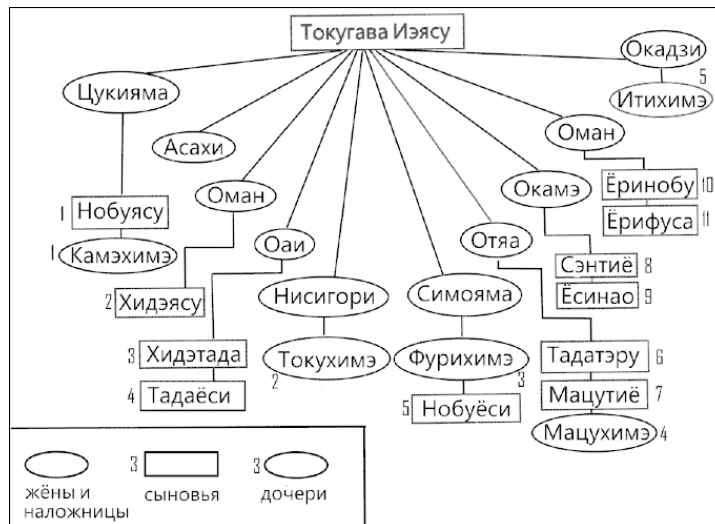 Токугава Иэясу
Окадзи
5
Итихимэ
Цукияма
Асахи
Оман
Оаи
Нисигори
Симояма
Отяа
Окамэ
Оман
1 Нобуясу
1 Камэхимэ
2 Хидэясу
3 Хидэтада
4 Тадаёси
Токухимэ
2
Фурихимэ
3
5 Нобуёси
Тадатэру 6
Мацутиё 7
Мацухимэ 4
Сэнтиё 8
Ёсинао 9
Ёринобу 10
Ёрифуса 11
жёны и
наложницы
3
сыновья
3
дочери